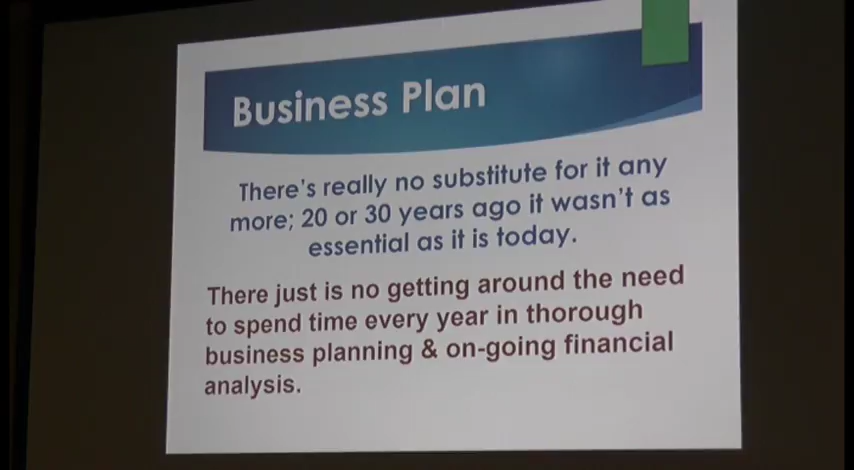 Business Plan
There's really no substitute for it any
more; 20 or 30 years ago it wasn't as
essential as it is today.
There just is no getting around the need
to spend time every year in thorough
business planning & on-going financial
analysis.